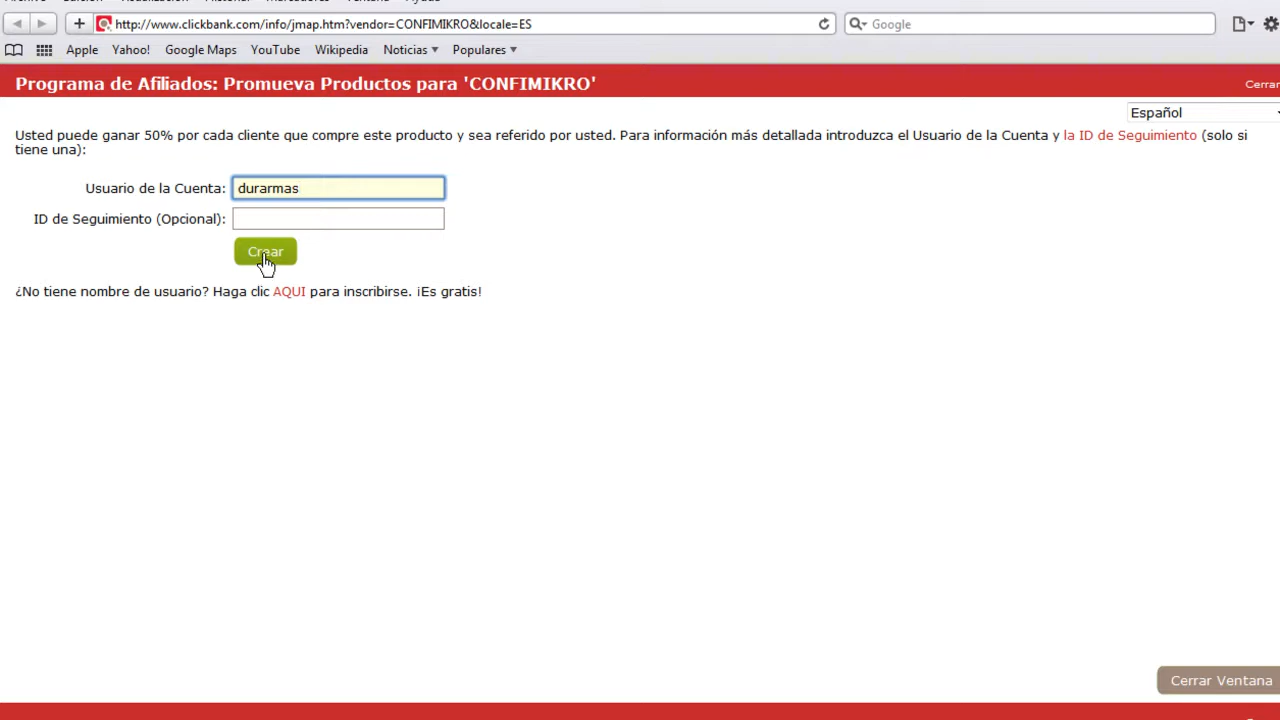 http://www.clickbank.com/info/jmap.htm?vendor=CONFIMIKRO&locale=ES
Google
Apple Yahoo! Google Maps YouTube Wikipedia Noticias Populares
Programa de Afiliados: Promueva Productos para 'CONFIMIKRO'
Cerrar
Español
Usted puede ganar 50% por cada cliente que compre este producto y sea referido por usted. Para información más detallada introduzca el Usuario de la Cuenta y la ID de Seguimiento (solo si
tiene una):
Usuario de la Cuenta: durarmas
ID de Seguimiento (Opcional):
Crear
¿No tiene nombre de usuario? Haga clic AQUI para inscribirse. ¡Es gratis!
Cerrar Ventana